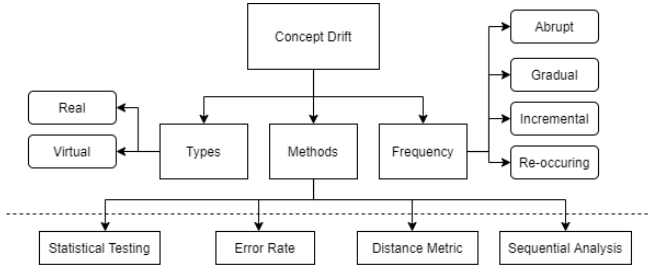 Concept Drift
Abrupt
Gradual
Incremental
Re-occuring
Real
Virtual
Types
Methods
Frequency
Statistical Testing
Error Rate
Distance Metric
Sequential Analysis